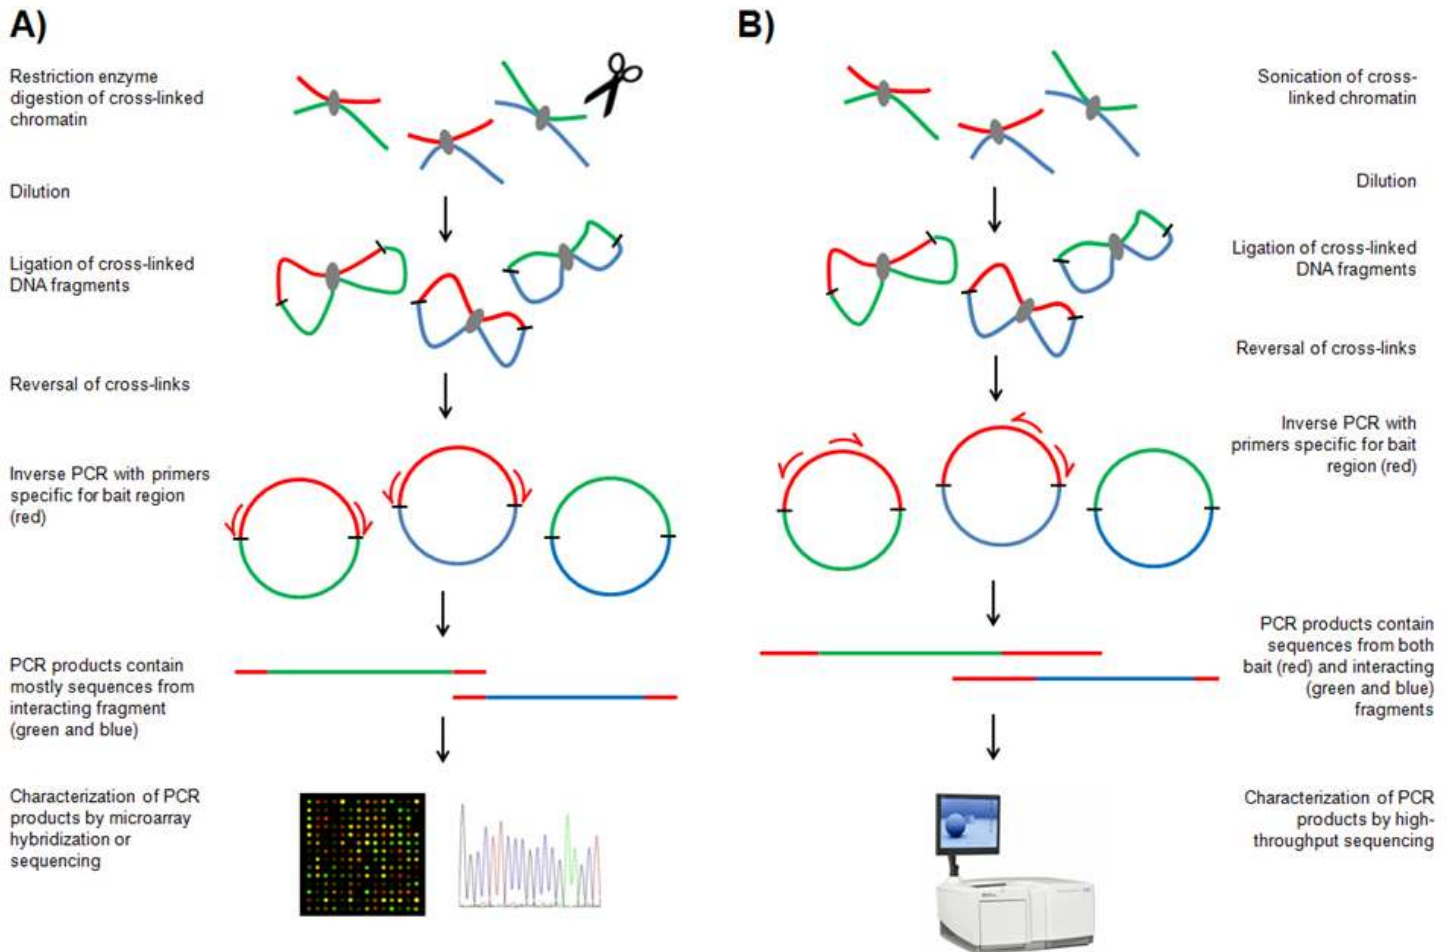 A)
Restriction enzyme
digestion of cross-linked
chromatin
Dilution
Ligation of cross-linked
DNA fragments
Reversal of cross-links
Inverse PCR with primers
specific for bait region
(red)
PCR products contain
mostly sequences from
interacting fragment
(green and blue)
Characterization of PCR
products by microarray
hybridization or
sequencing
B)
Sonication of cross-
linked chromatin
Dilution
Ligation of cross-linked
DNA fragments
Reversal of cross-links
Inverse PCR with
primers specific for bait
region (red)
PCR products contain
sequences from both
bait (red) and interacting
(green and blue)
fragments
Characterization of PCR
products by high-
throughput sequencing